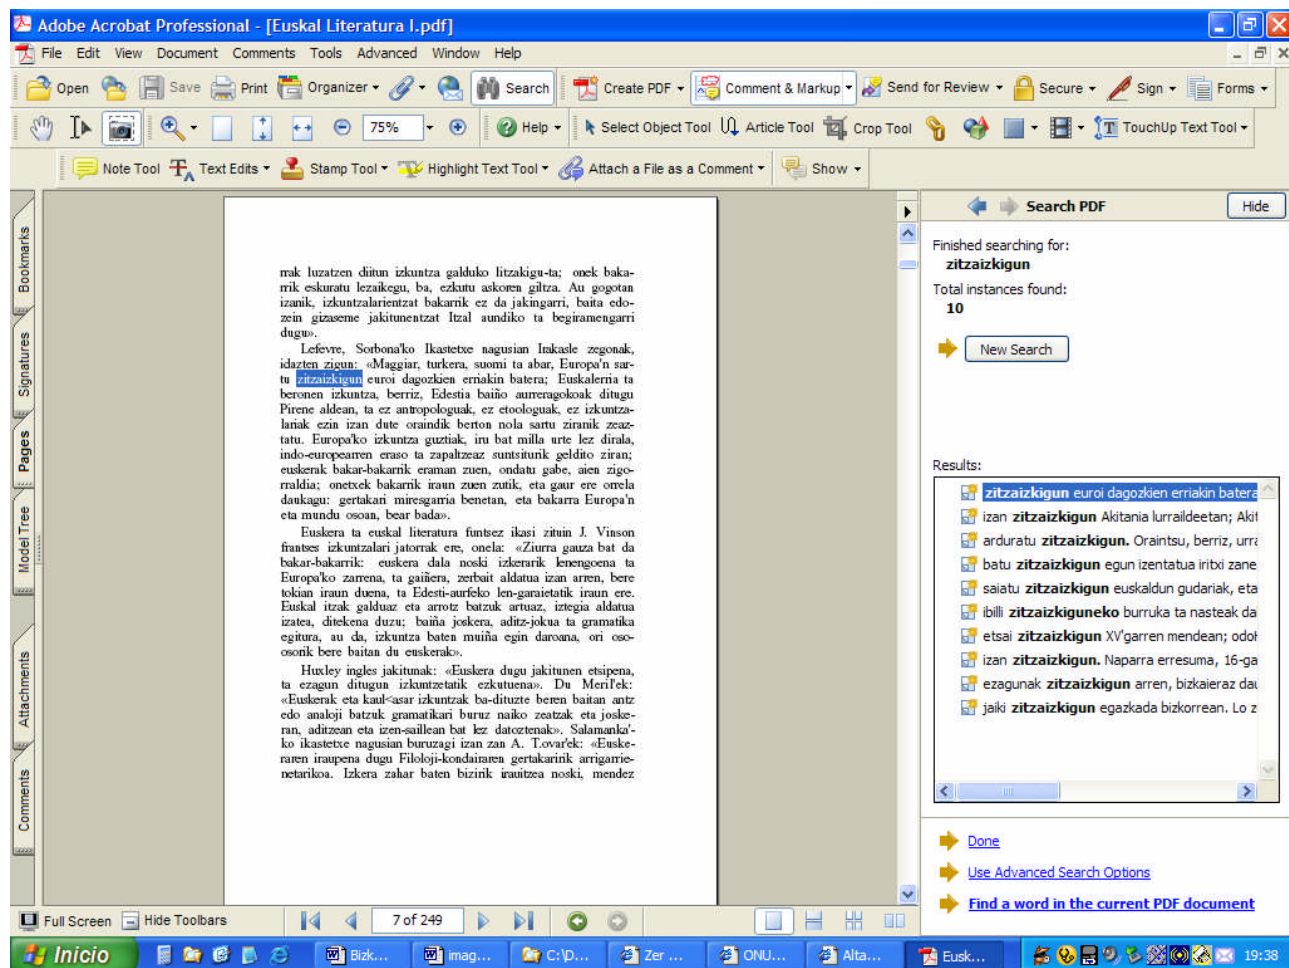 Adobe Acrobat Professional - [Euskal Literatura I.pdf]
File Edit View Document Comments Tools Advanced Window Help
Open Save Print Organizer Search Create PDF Comment & Markup Send for Review Secure Sign Forms
75% Help Select Object Tool Article Tool Crop Tool TouchUp Text Tool
Note Tool Text Edits Stamp Tool Highlight Text Tool Attach a File as a Comment Show
Bookmarks
Signatures
Pages
Model Tree
Attachments
Comments
rrak luzatzen diitun izkuntza galduko litzakigu-ta; onek baka-
rrik eskuratu lezaikegu, ba, ezkutu askoren giltza. Au gogotan
izanik, izkuntzalarientzat bakarrik ez da jakingarri, baita edo-
zein gizaseme jakitunentzat Itzal aundiko ta begiramengarri
dugu».
Lefevre, Sorbona'ko Ikastetxe nagusian Irakasle zegonak,
idazten zigun: «Maggiar, turkera, suomi ta abar, Europa'n sar-
tu zitzaizkigun euroi dagozkien erriakin batera; Euskalerria ta
beronen izkuntza, berriz, Edestia baiño aurreragokoak ditugu
Pirene aldean, ta ez antropologuak, ez etoologuak, ez izkuntza-
lariak ezin izan dute oraindik berton nola sartu ziranik zeaz-
tatu. Europa'ko izkuntza guztiak, iru bat milla urte lez dirala,
indo-europearren eraso ta zapaltzeaz suntsiturik geldito ziran;
euskerak bakar-bakarrik eraman zuen, ondatu gabe, aien zigo-
rraldia; onetxek bakarrik iraun zuen zutik, eta gaur ere orrela
daukagu: gertakari miresgarria benetan, eta bakarra Europa'n
eta mundu osoan, bear bada».
Euskera ta euskal literatura funtsez ikasi zituin J. Vinson
frantses izkuntzalari jatorrak ere, onela: «Ziurra gauza bat da
bakar-bakarrik: euskera dala noski izkerarik lenengoena ta
Europa'ko zarrena, ta gaiñera, zerbait aldatua izan arren, bere
tokian iraun duena, ta Edesti-aurfeko len-garaietatik iraun ere.
Euskal itzak galduaz eta arrotz batzuk artuaz, iztegia aldatua
izatea, ditekena duzu; baiña joskera, aditz-jokua ta gramatika
egitura, au da, izkuntza baten muiña egin daroana, ori oso-
osorik bere baitan du euskerak».
Huxley ingles jakitunak: «Euskera dugu jakitunen etsipena,
ta ezagun ditugun izkuntzetatik ezkutuena». Du Meril'ek:
«Euskerak eta kaul<asar izkuntzak ba-dituzte beren baitan antz
edo analoji batzuk gramatikari buruz naiko zeatzak eta joske-
ran, aditzean eta izen-saillean bat lez datoztenak». Salamanka'-
ko ikastetxe nagusian buruzagi izan zan A. T.ovar'ek: «Euske-
raren iraupena dugu Filoloji-kondairaren gertakaririk arrigarrie-
netarikoa. Izkera zahar baten bizirik irauitzea noski, mendez
Search PDF Hide
Finished searching for:
zitzaizkigun
Total instances found:
10
New Search
Results:
zitzaizkigun euroi dagozkien erriakin batera
izan zitzaizkigun Akitania lurraildeetan; Akit
arduratu zitzaizkigun. Oraintsu, berriz, urra
batu zitzaizkigun egun izentatua iritxi zane
saiatu zitzaizkigun euskaldun gudariak, eta
ibilli zitzaizkiguneko burruka ta nasteak da
etsai zitzaizkigun XV'garren mendean; odol
izan zitzaizkigun. Naparra erresuma, 16-ga
ezagunak zitzaizkigun arren, bizkaieraz dau
jaiki zitzaizkigun egazkada bizkorrean. Lo z
Done
Use Advanced Search Options
Find a word in the current PDF document
Full Screen Hide Toolbars 7 of 249
Inicio Bizk... imag... C:\D... Zer ... ONU... Alta... Eusk... 19:38